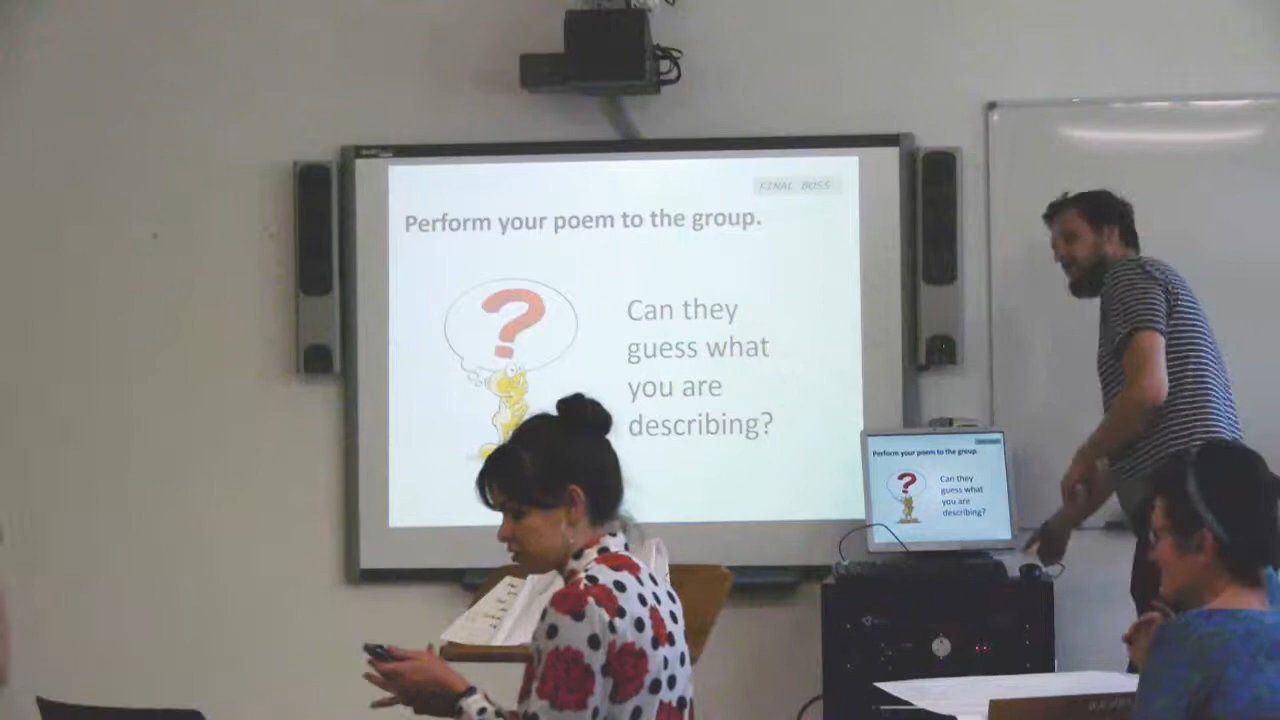 FINAL BOSS
Perform your poem to the group.
?
Can they
guess what
you are
describing?
Perform your poem to the group.
?
Can they
guess what
you are
describing?